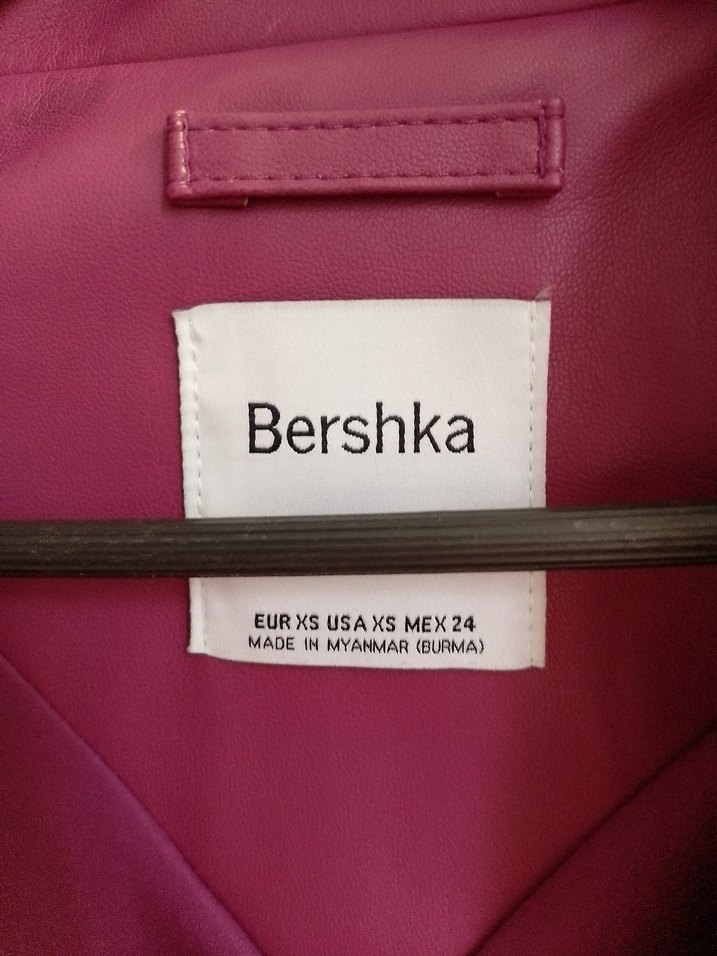 Bershka
EUR XS USA XS MEX 24
MADE IN MYANMAR (BURMA)